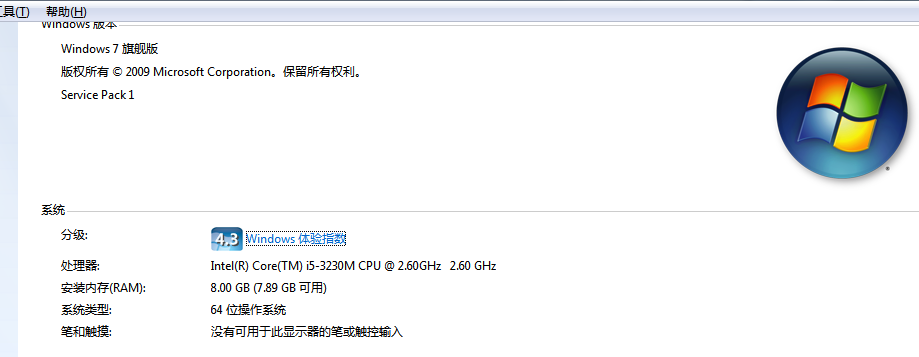 工具(T) 帮助(H)
Windows 版本
Windows 7 旗舰版
版权所有 © 2009 Microsoft Corporation。保留所有权利。
Service Pack 1
系统
分级: 4.3 Windows 体验指数
处理器: Intel(R) Core(TM) i5-3230M CPU @ 2.60GHz 2.60 GHz
安装内存(RAM): 8.00 GB (7.89 GB 可用)
系统类型: 64 位操作系统
笔和触摸: 没有可用于此显示器的笔或触控输入